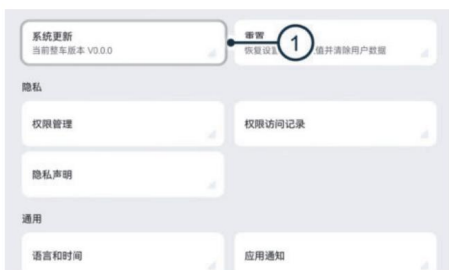 系统更新
当前整车版本 V0.0.0
重置
恢复设 值并清除用户数据
1
隐私
权限管理
权限访问记录
隐私声明
通用
语言和时间
应用通知